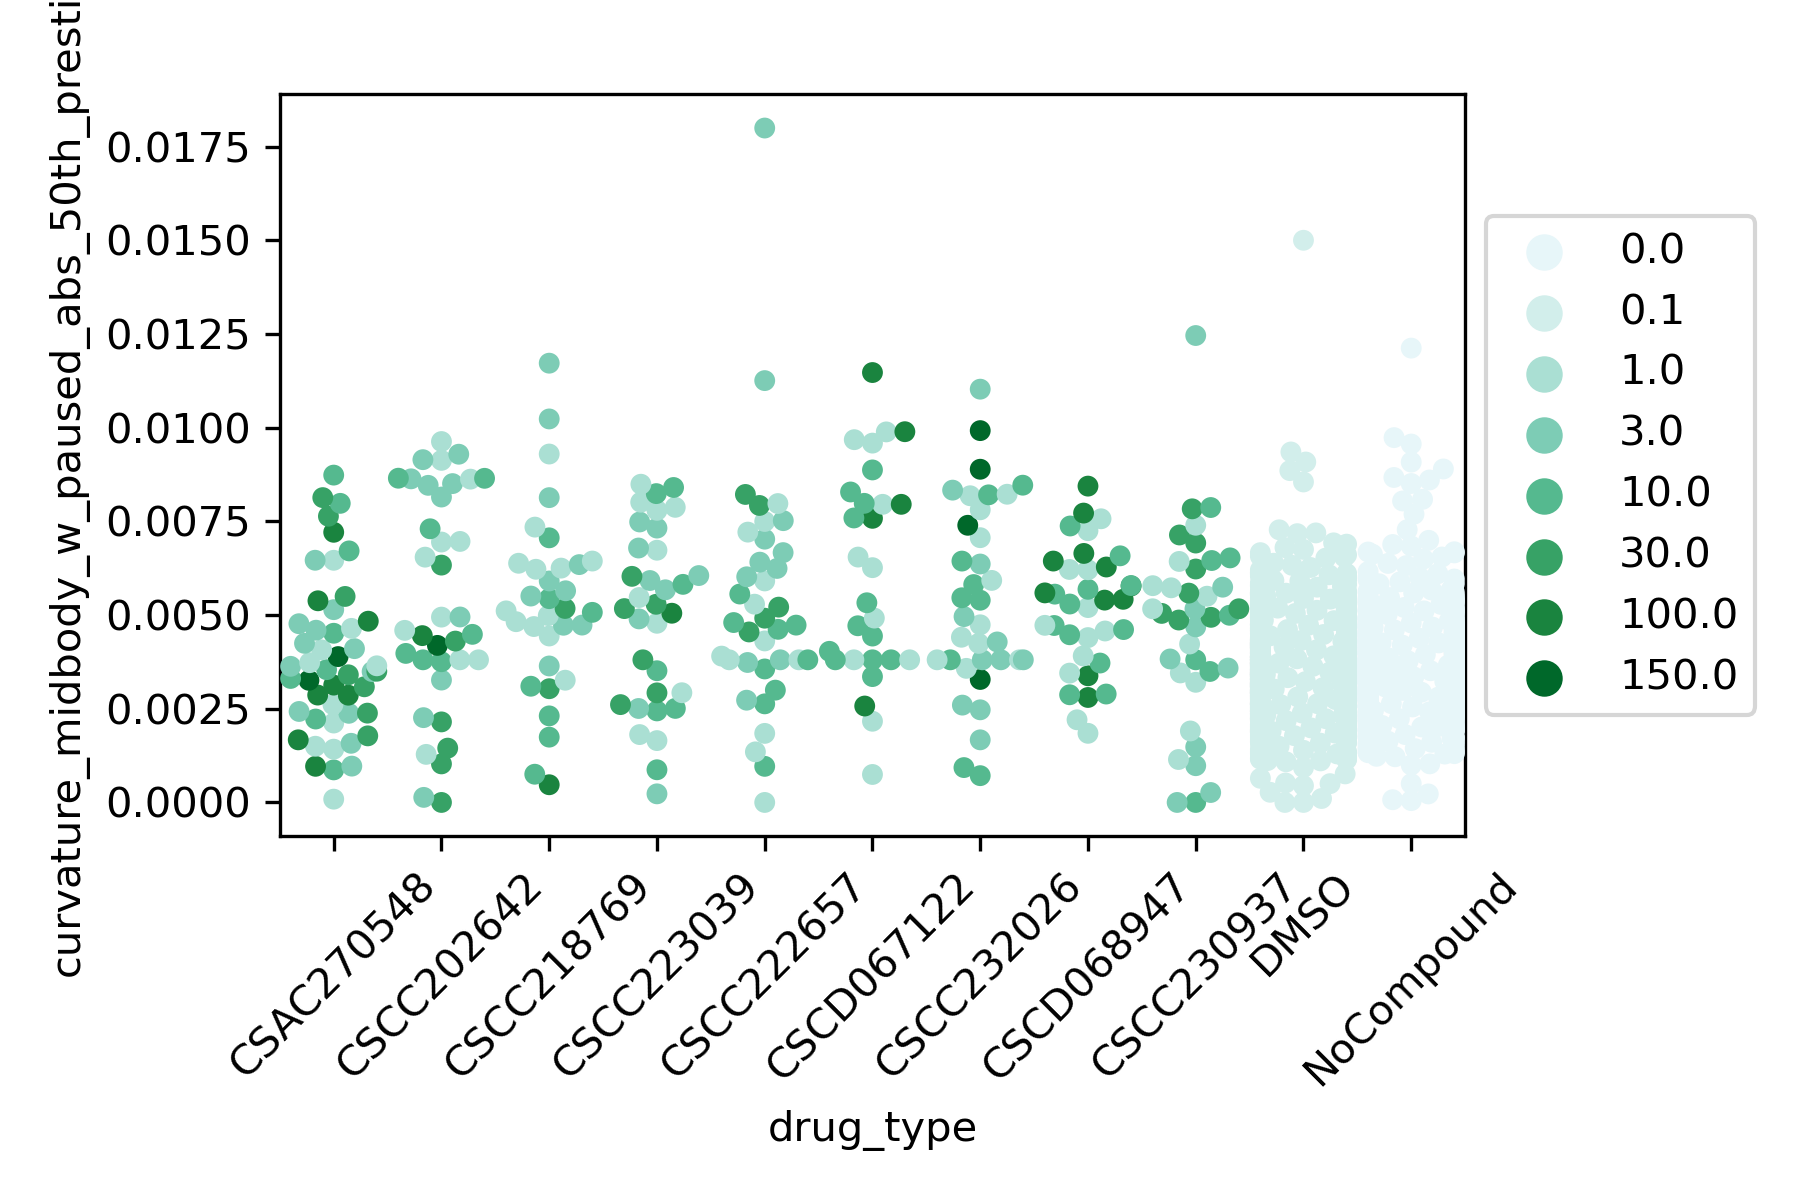 curvature_midbody_w_paused_abs_50th_presti
0.0175
0.0150
0.0125
0.0100
0.0075
0.0050
0.0025
0.0000
CSAC270548
CSCC202642
CSCC218769
CSCC223039
CSCC222657
CSCD067122
CSCC232026
CSCD068947
CSCC230937
DMSO
NoCompound
drug_type
0.0
0.1
1.0
3.0
10.0
30.0
100.0
150.0